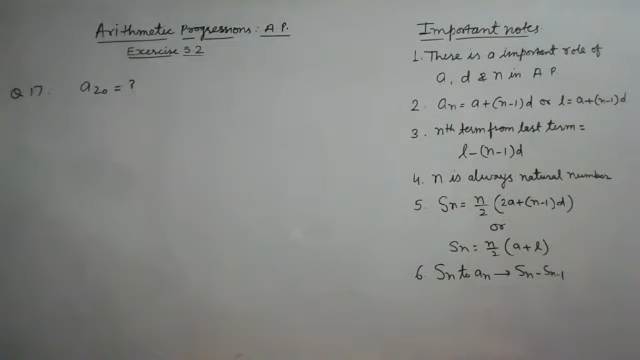 Arithmetic Progressions: A.P.
Exercise 5.2
Q 17. a₂₀ = ?
Important notes
1. There is a important role of
a, d & n in A P.
2. aₙ = a+(n-1)d or l = a+(n-1)d
3. nth term from last term =
l-(n-1)d
4. n is always natural number
5. Sₙ = n/2 (2a+(n-1)d)
or
Sₙ = n/2 (a+l)
6. Sₙ to aₙ → Sₙ - Sₙ₋₁